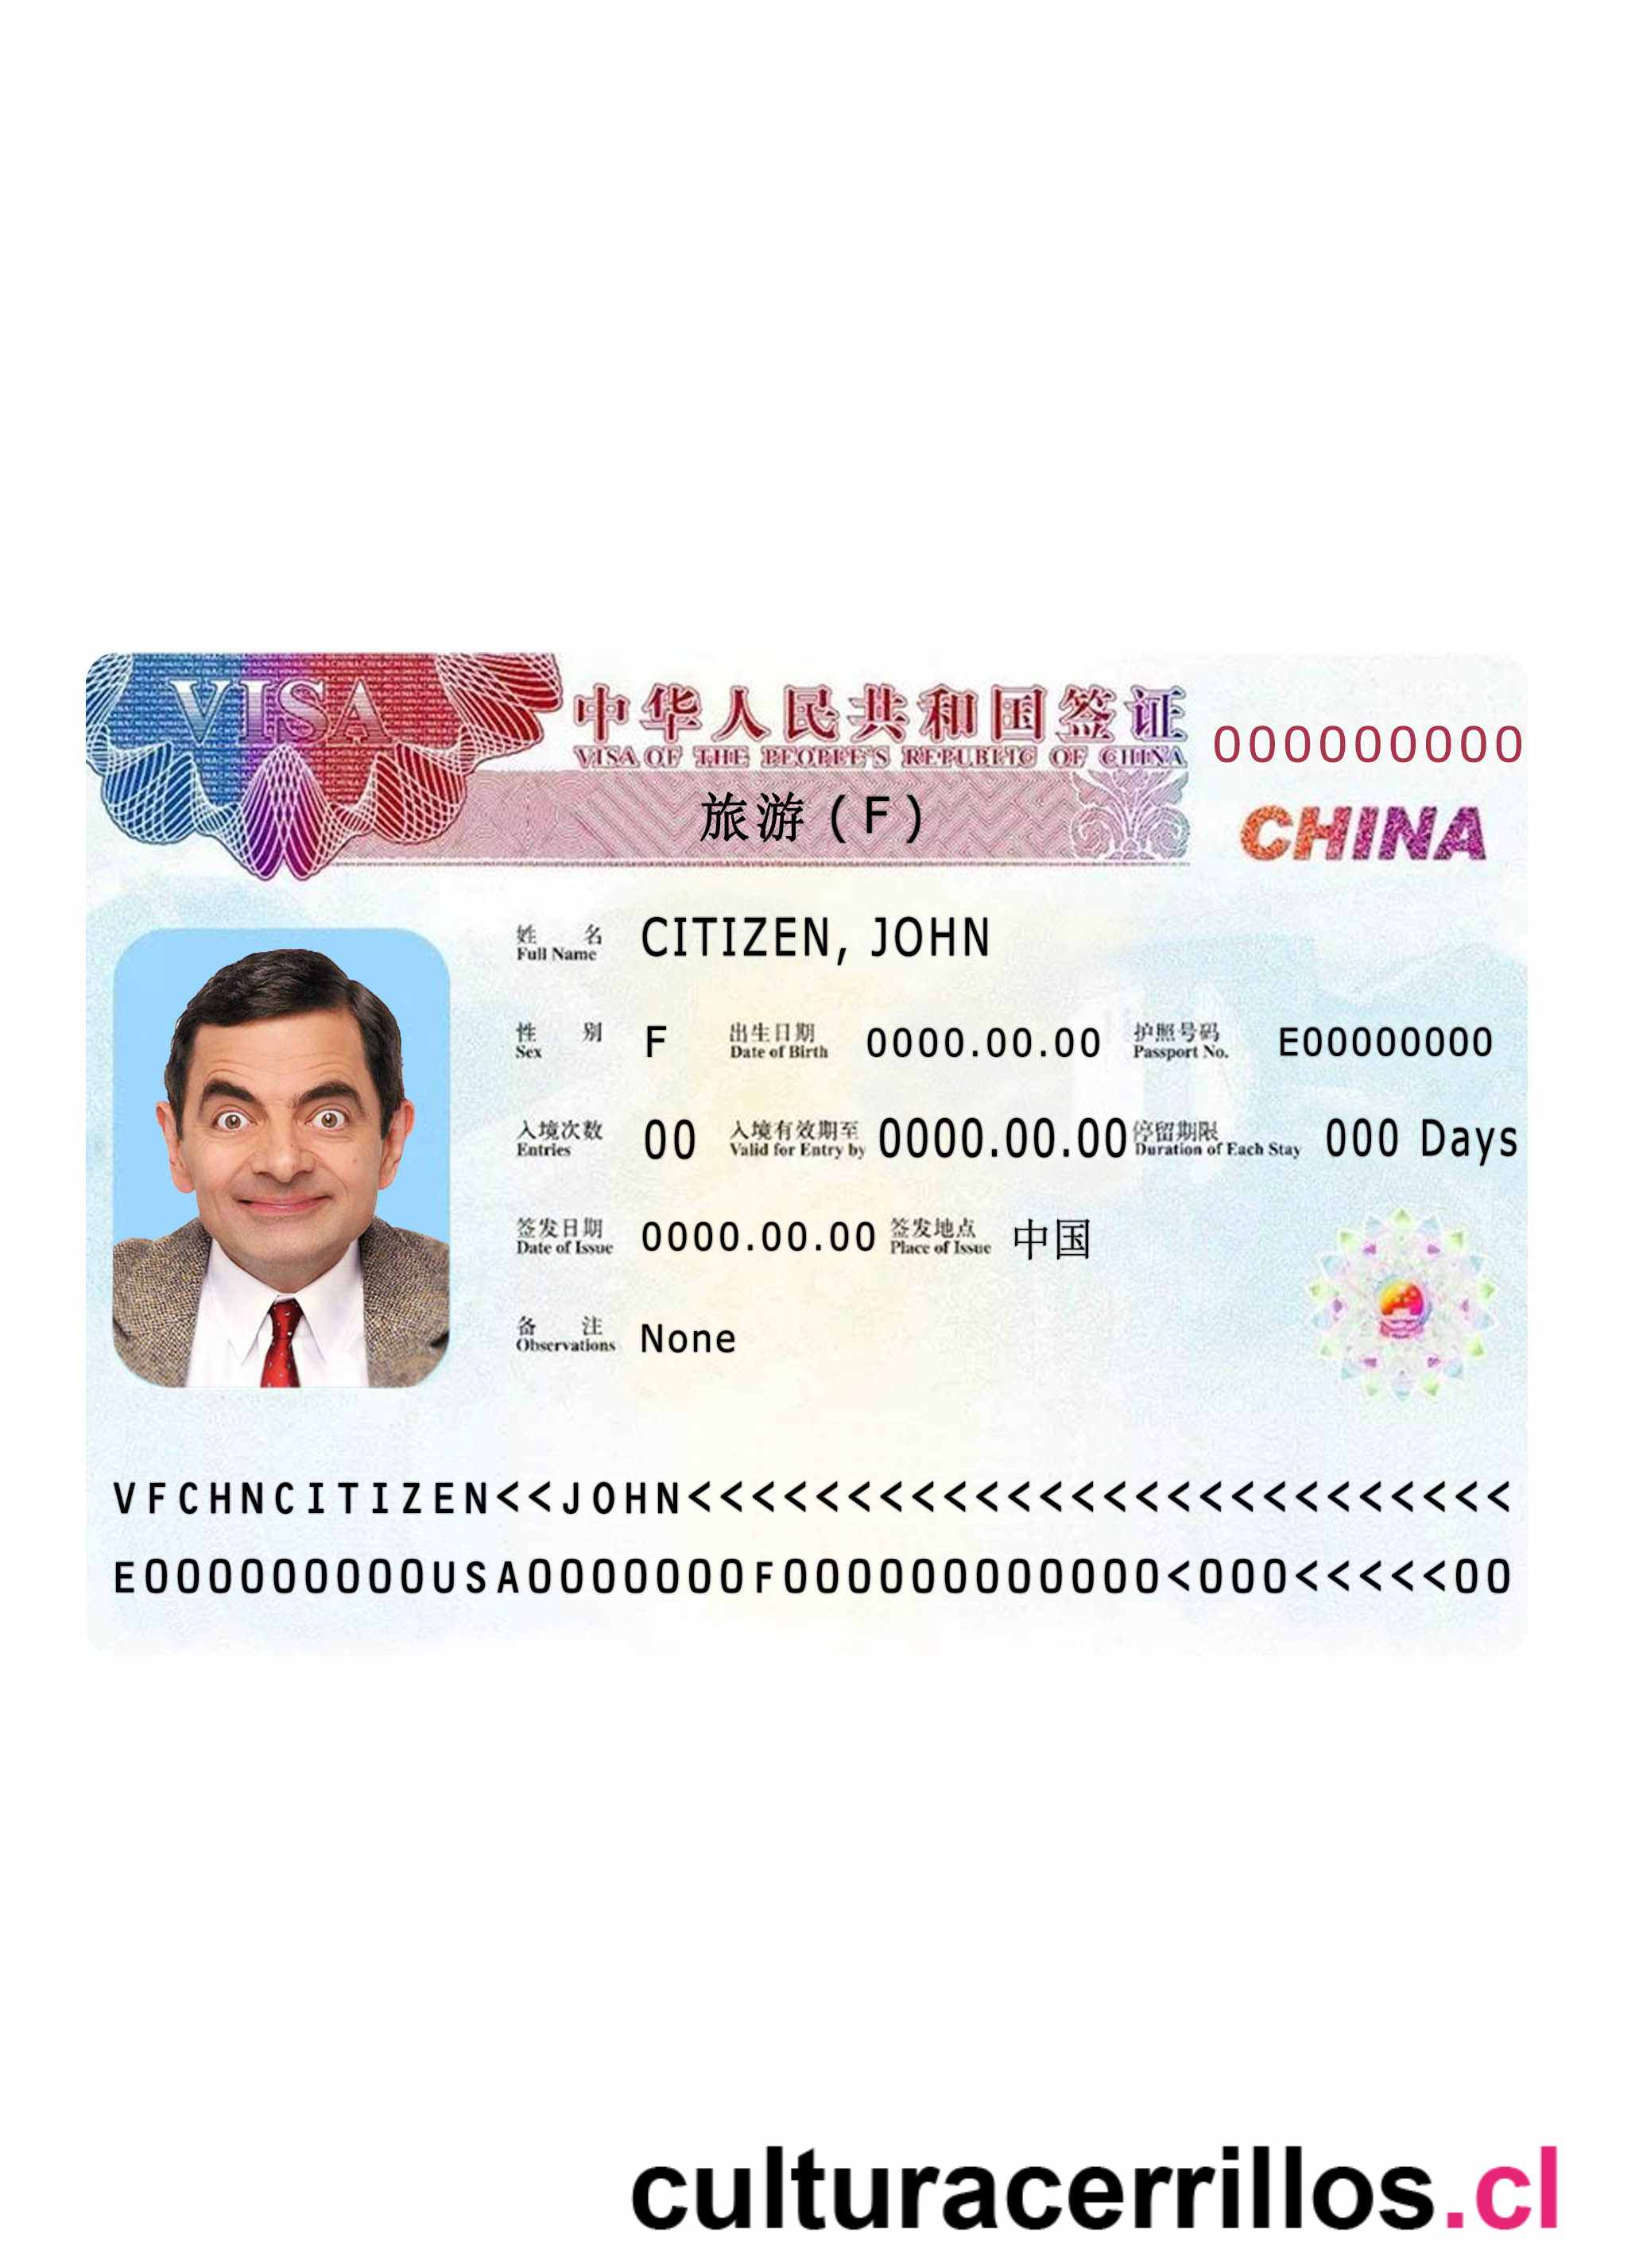 VISA
中华人民共和国签证
VISA OF THE PEOPLE'S REPUBLIC OF CHINA
000000000
旅游 (F)
CHINA
姓 名 CITIZEN, JOHN
Full Name
性 别 F 出生日期 0000.00.00 护照号码 E00000000
Sex Date of Birth Passport No.
入境次数 00 入境有效期至 0000.00.00 停留期限 000 Days
Entries Valid for Entry by Duration of Each Stay
签发日期 0000.00.00 签发地点 中国
Date of Issue Place of Issue
备 注 None
Observations
VFCHNCITIZEN<<JOHN<<<<<<<<<<<<<<<<<<<<<<<<<<
E000000000USA0000000F000000000000<000<<<<<00
culturacerrillos.cl